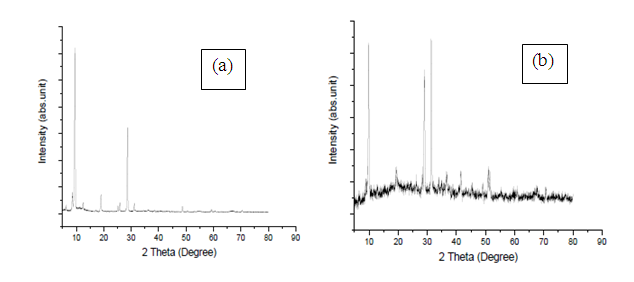 (a)
Intensity (abs.unit)
10 20 30 40 50 60 70 80 90
2 Theta (Degree)
(b)
Intensity (abs.unit)
10 20 30 40 50 60 70 80 90
2 Theta (Degree)